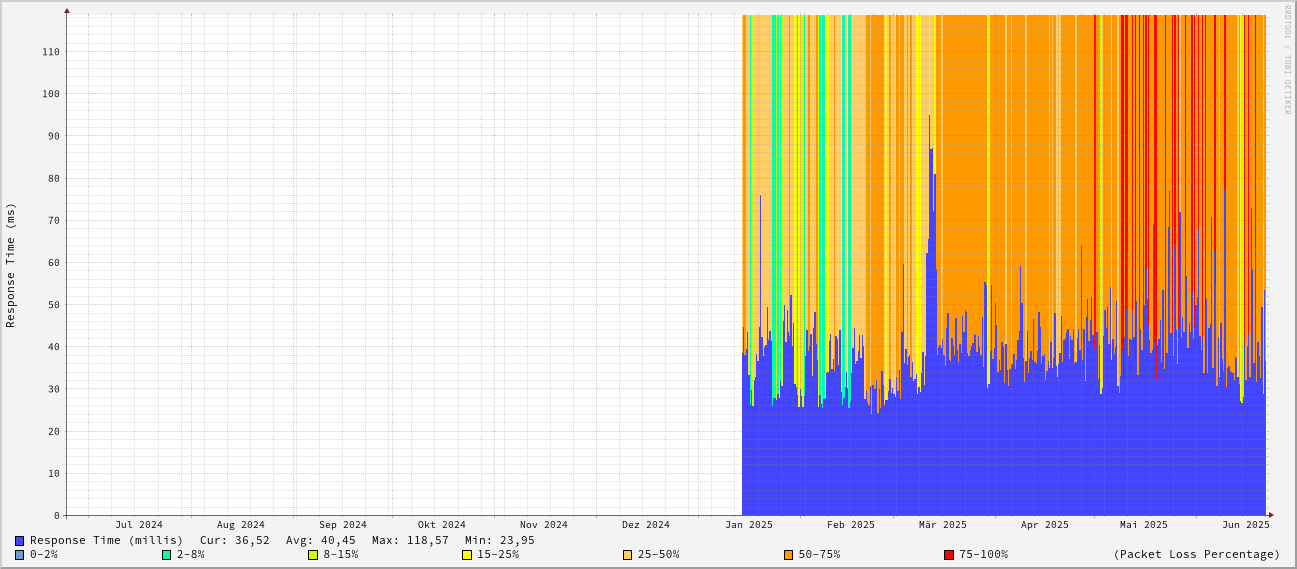 RRDTOOL / TOBI OETIKER
Response Time (ms)
110
100
90
80
70
60
50
40
30
20
10
0
Jul 2024 Aug 2024 Sep 2024 Okt 2024 Nov 2024 Dez 2024 Jan 2025 Feb 2025 Mär 2025 Apr 2025 Mai 2025 Jun 2025
Response Time (millis) Cur: 36,52 Avg: 40,45 Max: 118,57 Min: 23,95
0-2% 2-8% 8-15% 15-25% 25-50% 50-75% 75-100% (Packet Loss Percentage)